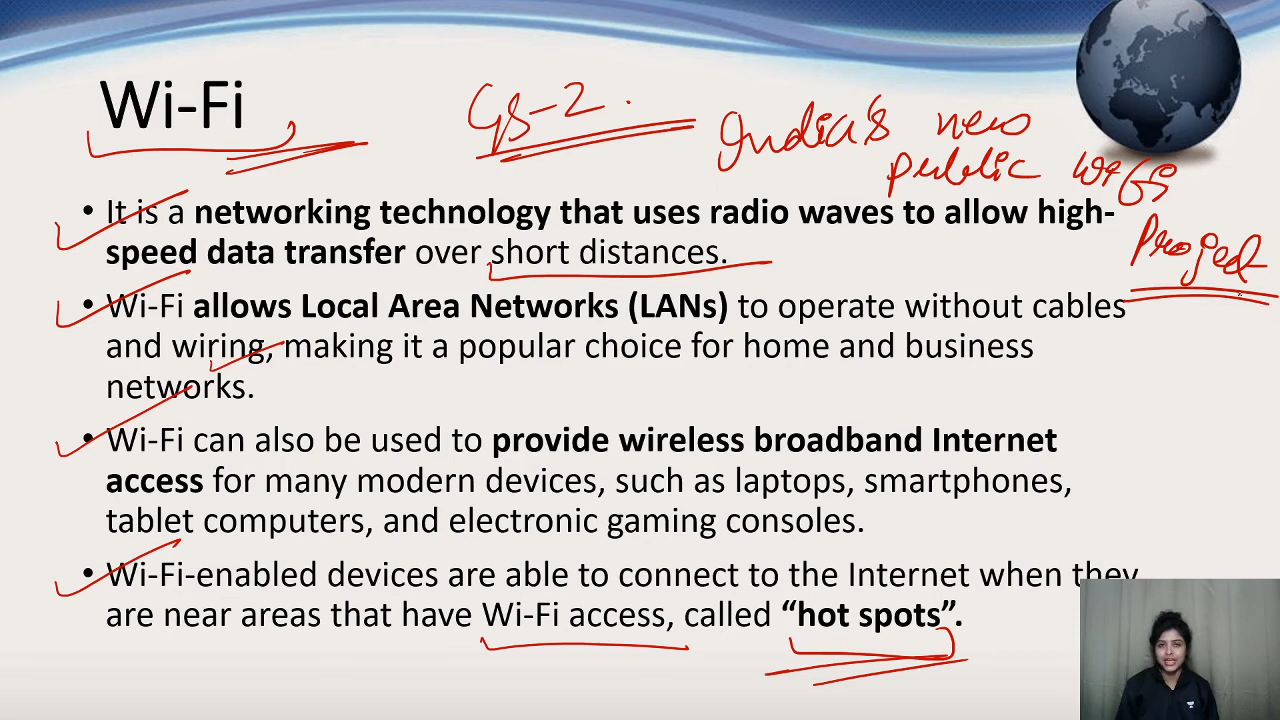 Wi-Fi
GS-2.
India's new
public wifi
Project
• It is a networking technology that uses radio waves to allow high-
speed data transfer over short distances.
• Wi-Fi allows Local Area Networks (LANs) to operate without cables
and wiring, making it a popular choice for home and business
networks.
• Wi-Fi can also be used to provide wireless broadband Internet
access for many modern devices, such as laptops, smartphones,
tablet computers, and electronic gaming consoles.
• Wi-Fi-enabled devices are able to connect to the Internet when they
are near areas that have Wi-Fi access, called “hot spots”.